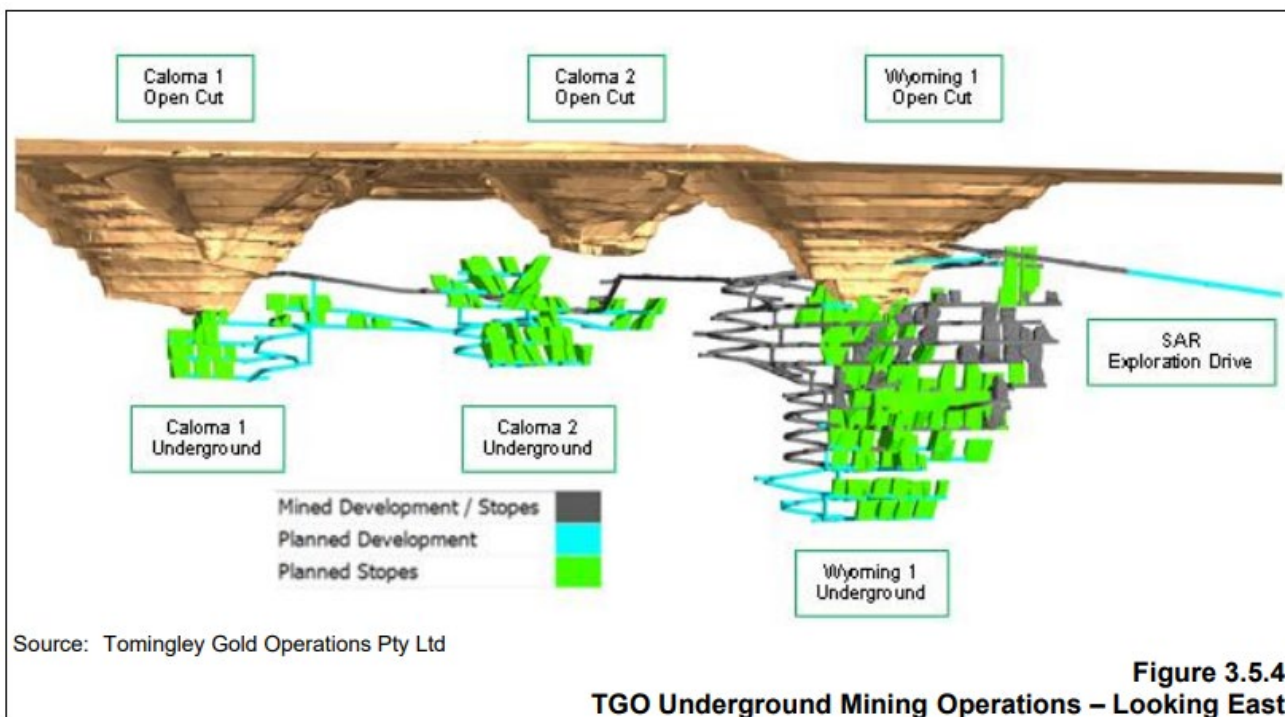 Caloma 1
Open Cut
Caloma 2
Open Cut
Wyoming 1
Open Cut
SAR
Exploration Drive
Caloma 1
Underground
Caloma 2
Underground
Mined Development / Stopes
Planned Development
Planned Stopes
Wyoming 1
Underground
Source: Tomingley Gold Operations Pty Ltd
Figure 3.5.4
TGO Underground Mining Operations – Looking East